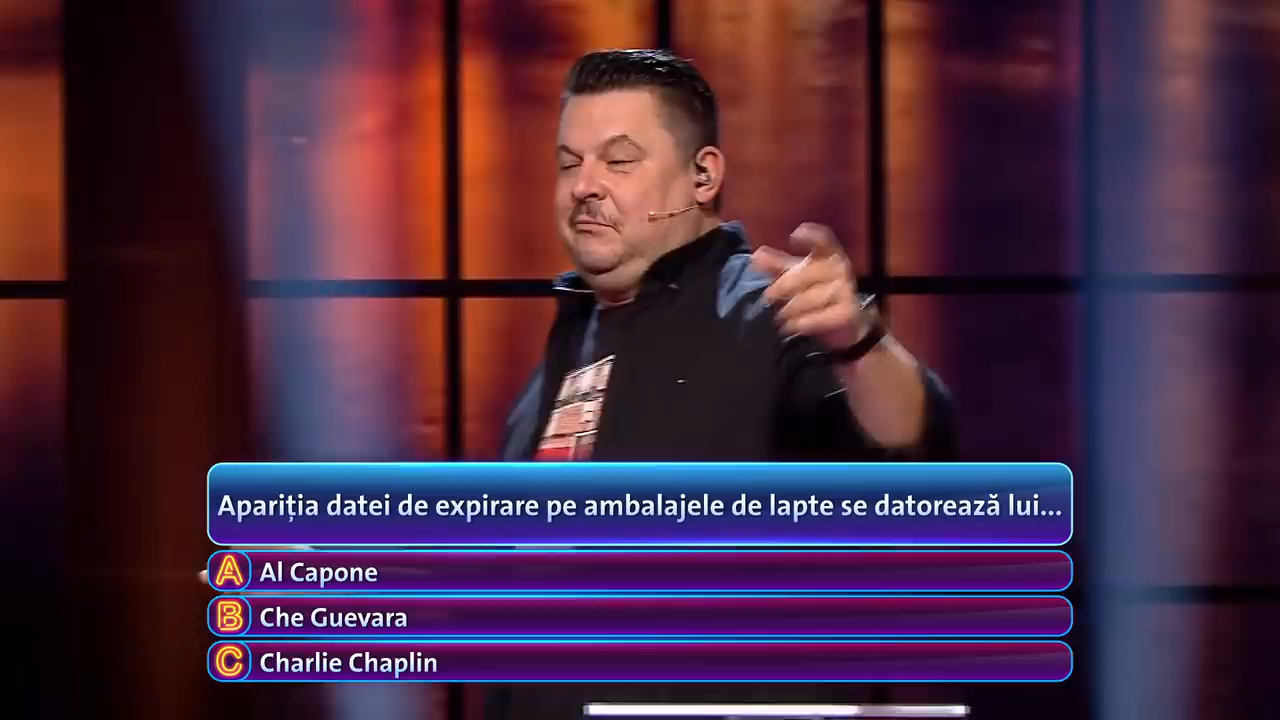 Apariția datei de expirare pe ambalajele de lapte se datorează lui...
A Al Capone
B Che Guevara
C Charlie Chaplin